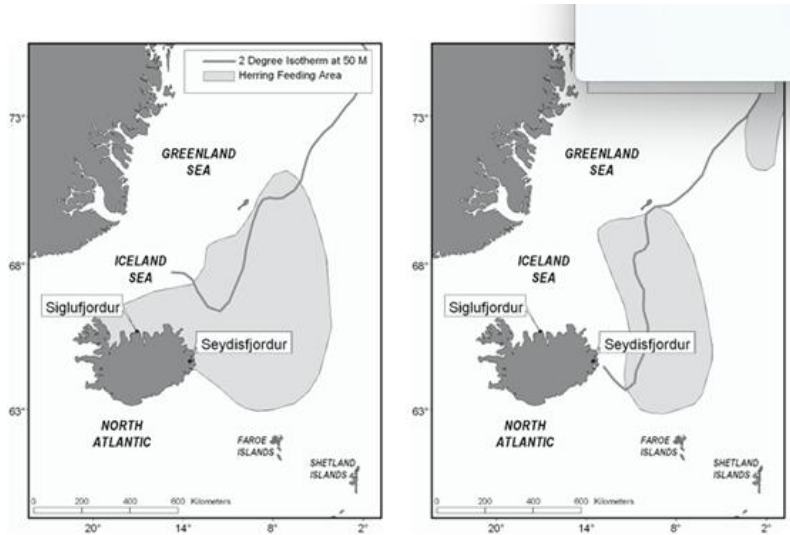 2 Degree Isotherm at 50 M
Herring Feeding Area
73°
GREENLAND
SEA
68°
ICELAND
SEA
Siglufjordur
Seydisfjordur
63°
NORTH
ATLANTIC
FAROE
ISLANDS
SHETLAND
ISLANDS
0 200 400 600 Kilometers
20° 14° 8° 2°
73°
GREENLAND
SEA
68°
ICELAND
SEA
Siglufjordur
Seydisfjordur
63°
NORTH
ATLANTIC
FAROE
ISLANDS
SHETLAND
ISLANDS
0 200 400 600 Kilometers
20° 14° 8° 2°